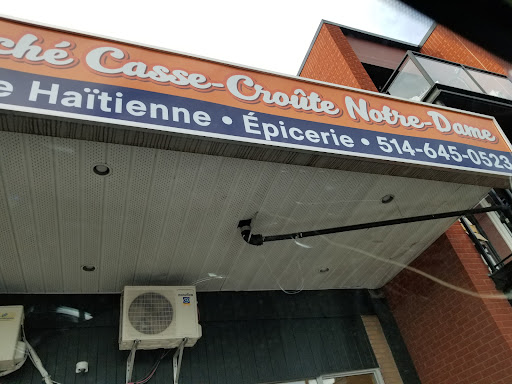 ché Casse-Croûte Notre-Dame
e Haïtienne • Épicerie • 514-645-0523